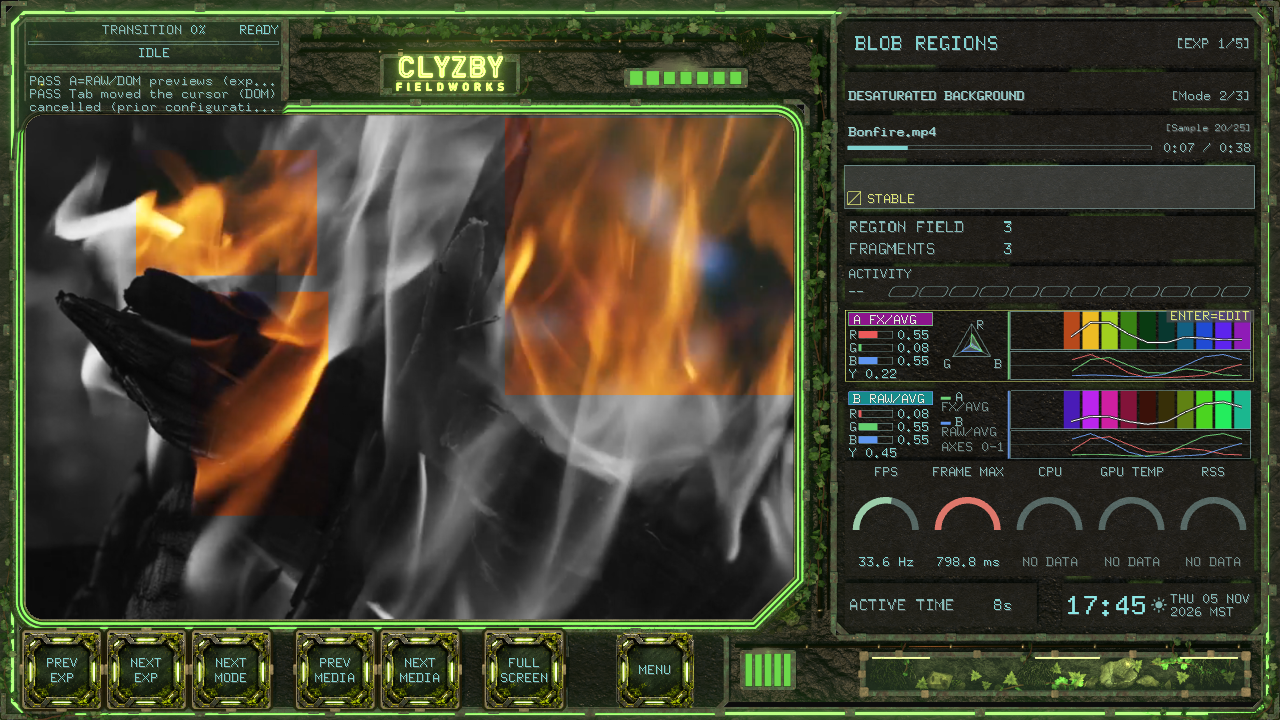 TRANSITION 0% READY
IDLE
PASS A=RAW/DOM previews (exp...
PASS Tab moved the cursor (DOM)
cancelled (prior configurati...
CLYZBY
FIELDWORKS
BLOB REGIONS [EXP 1/5]
DESATURATED BACKGROUND [Mode 2/3]
Bonfire.mp4 [Sample 20/25]
0:07 / 0:38
STABLE
REGION FIELD 3
FRAGMENTS 3
ACTIVITY
--
A FX/AVG
R 0.55
G 0.08
B 0.55
Y 0.22
R
G B
ENTER=EDIT
B RAW/AVG
R 0.08
G 0.55
B 0.55
Y 0.45
A
FX/AVG
B
RAW/AVG
AXES 0-1
FPS FRAME MAX CPU GPU TEMP RSS
33.6 Hz 798.8 ms NO DATA NO DATA NO DATA
ACTIVE TIME 8s
17:45 THU 05 NOV
2026 MST
PREV
EXP
NEXT
EXP
NEXT
MODE
PREV
MEDIA
NEXT
MEDIA
FULL
SCREEN
MENU